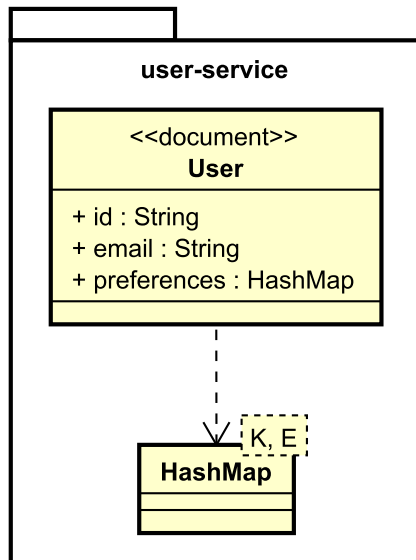 user-service
<<document>>
User
+ id : String
+ email : String
+ preferences : HashMap
K, E
HashMap